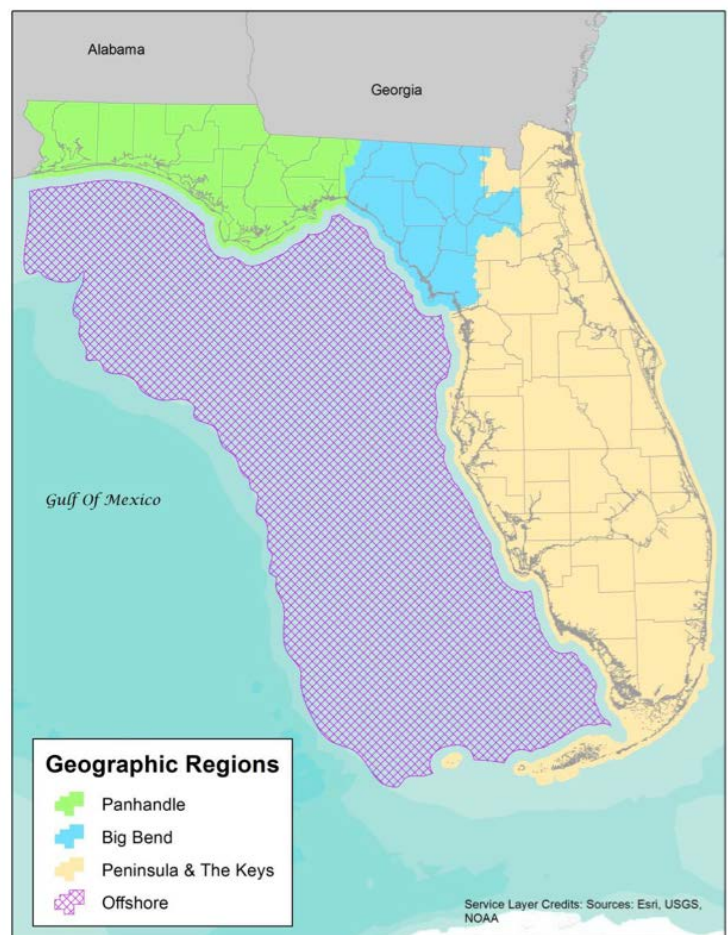 Alabama
Georgia
Gulf Of Mexico
Geographic Regions
Panhandle
Big Bend
Peninsula & The Keys
Offshore
Service Layer Credits: Sources: Esri, USGS,
NOAA